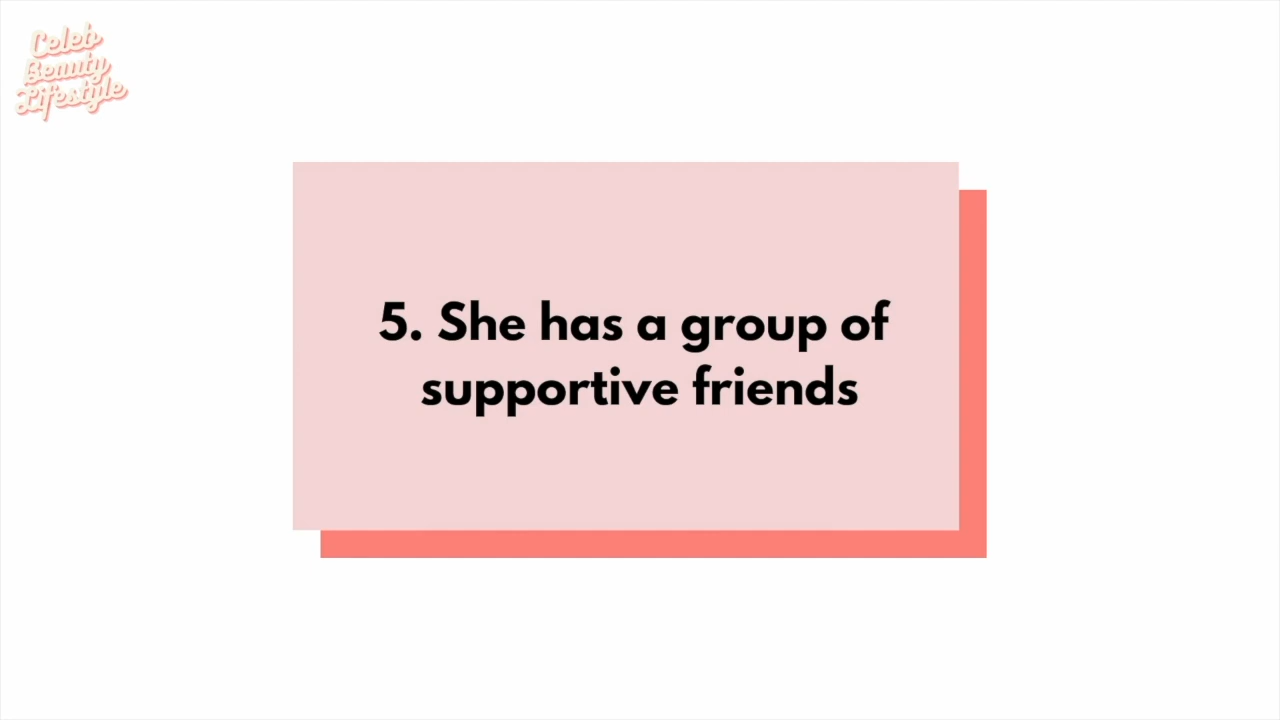 Celeb
Beauty
Lifestyle
5. She has a group of
supportive friends